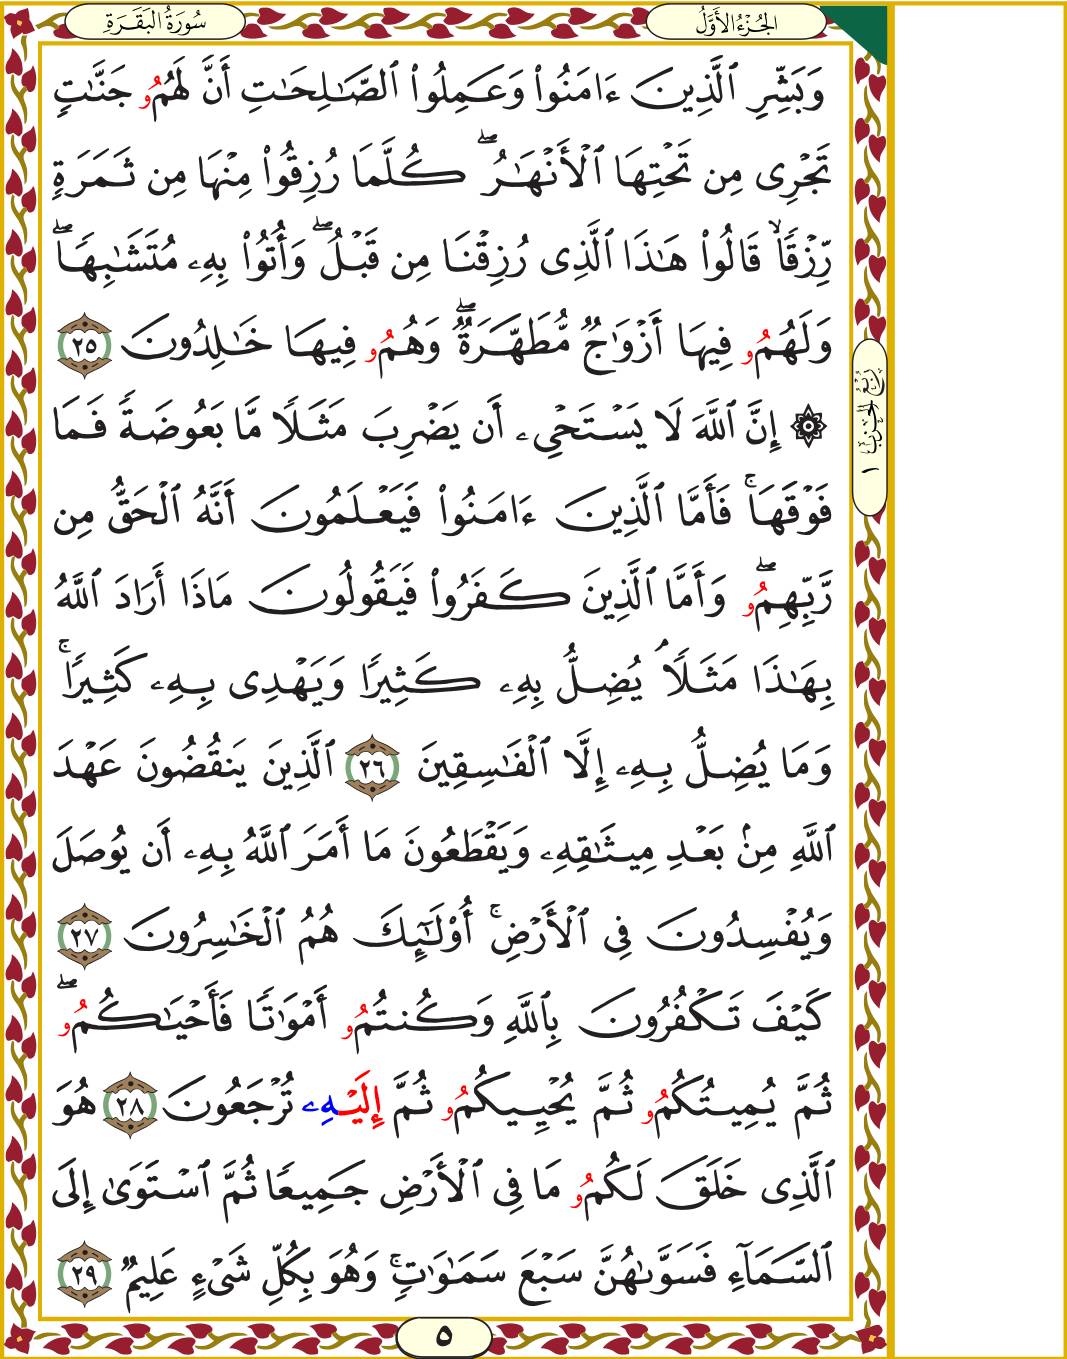 الجُزْءُ الأَوَّلُ
سُورَةُ البَقَرَةِ
وَبَشِّرِ ٱلَّذِينَ ءَامَنُوا۟ وَعَمِلُوا۟ ٱلصَّـٰلِحَـٰتِ أَنَّ لَهُمُۥ جَنَّـٰتٍ
تَجْرِى مِن تَحْتِهَا ٱلْأَنْهَـٰرُ ۖ كُلَّمَا رُزِقُوا۟ مِنْهَا مِن ثَمَرَةٍ
رِّزْقًا ۙ قَالُوا۟ هَـٰذَا ٱلَّذِى رُزِقْنَا مِن قَبْلُ ۖ وَأُتُوا۟ بِهِۦ مُتَشَـٰبِهًا ۖ
وَلَهُمُۥ فِيهَا أَزْوَٰجٌ مُّطَهَّرَةٌ ۖ وَهُمُۥ فِيهَا خَـٰلِدُونَ ٢٥
۞ إِنَّ ٱللَّهَ لَا يَسْتَحْىِۦ أَن يَضْرِبَ مَثَلًا مَّا بَعُوضَةً فَمَا
فَوْقَهَا ۚ فَأَمَّا ٱلَّذِينَ ءَامَنُوا۟ فَيَعْلَمُونَ أَنَّهُ ٱلْحَقُّ مِن
رَّبِّهِمُۥ ۖ وَأَمَّا ٱلَّذِينَ كَفَرُوا۟ فَيَقُولُونَ مَاذَا أَرَادَ ٱللَّهُ
بِهَـٰذَا مَثَلًا ۘ يُضِلُّ بِهِۦ كَثِيرًا وَيَهْدِى بِهِۦ كَثِيرًا ۚ
وَمَا يُضِلُّ بِهِۦ إِلَّا ٱلْفَـٰسِقِينَ ٢٦ ٱلَّذِينَ يَنقُضُونَ عَهْدَ
ٱللَّهِ مِنۢ بَعْدِ مِيثَـٰقِهِۦ وَيَقْطَعُونَ مَا أَمَرَ ٱللَّهُ بِهِۦ أَن يُوصَلَ
وَيُفْسِدُونَ فِى ٱلْأَرْضِ ۚ أُو۟لَـٰٓئِكَ هُمُ ٱلْخَـٰسِرُونَ ٢٧
كَيْفَ تَكْفُرُونَ بِٱللَّهِ وَكُنتُمُۥ أَمْوَٰتًا فَأَحْيَـٰكُمُۥ ۖ
ثُمَّ يُمِيتُكُمُۥ ثُمَّ يُحْيِيكُمُۥ ثُمَّ إِلَيْهِۦ تُرْجَعُونَ ٢٨ هُوَ
ٱلَّذِى خَلَقَ لَكُمُۥ مَا فِى ٱلْأَرْضِ جَمِيعًا ثُمَّ ٱسْتَوَىٰ إِلَى
ٱلسَّمَآءِ فَسَوَّىٰهُنَّ سَبْعَ سَمَـٰوَٰتٍ ۚ وَهُوَ بِكُلِّ شَىْءٍ عَلِيمٌ ٢٩
رُبْعُ الحِزْبِ ١
٥